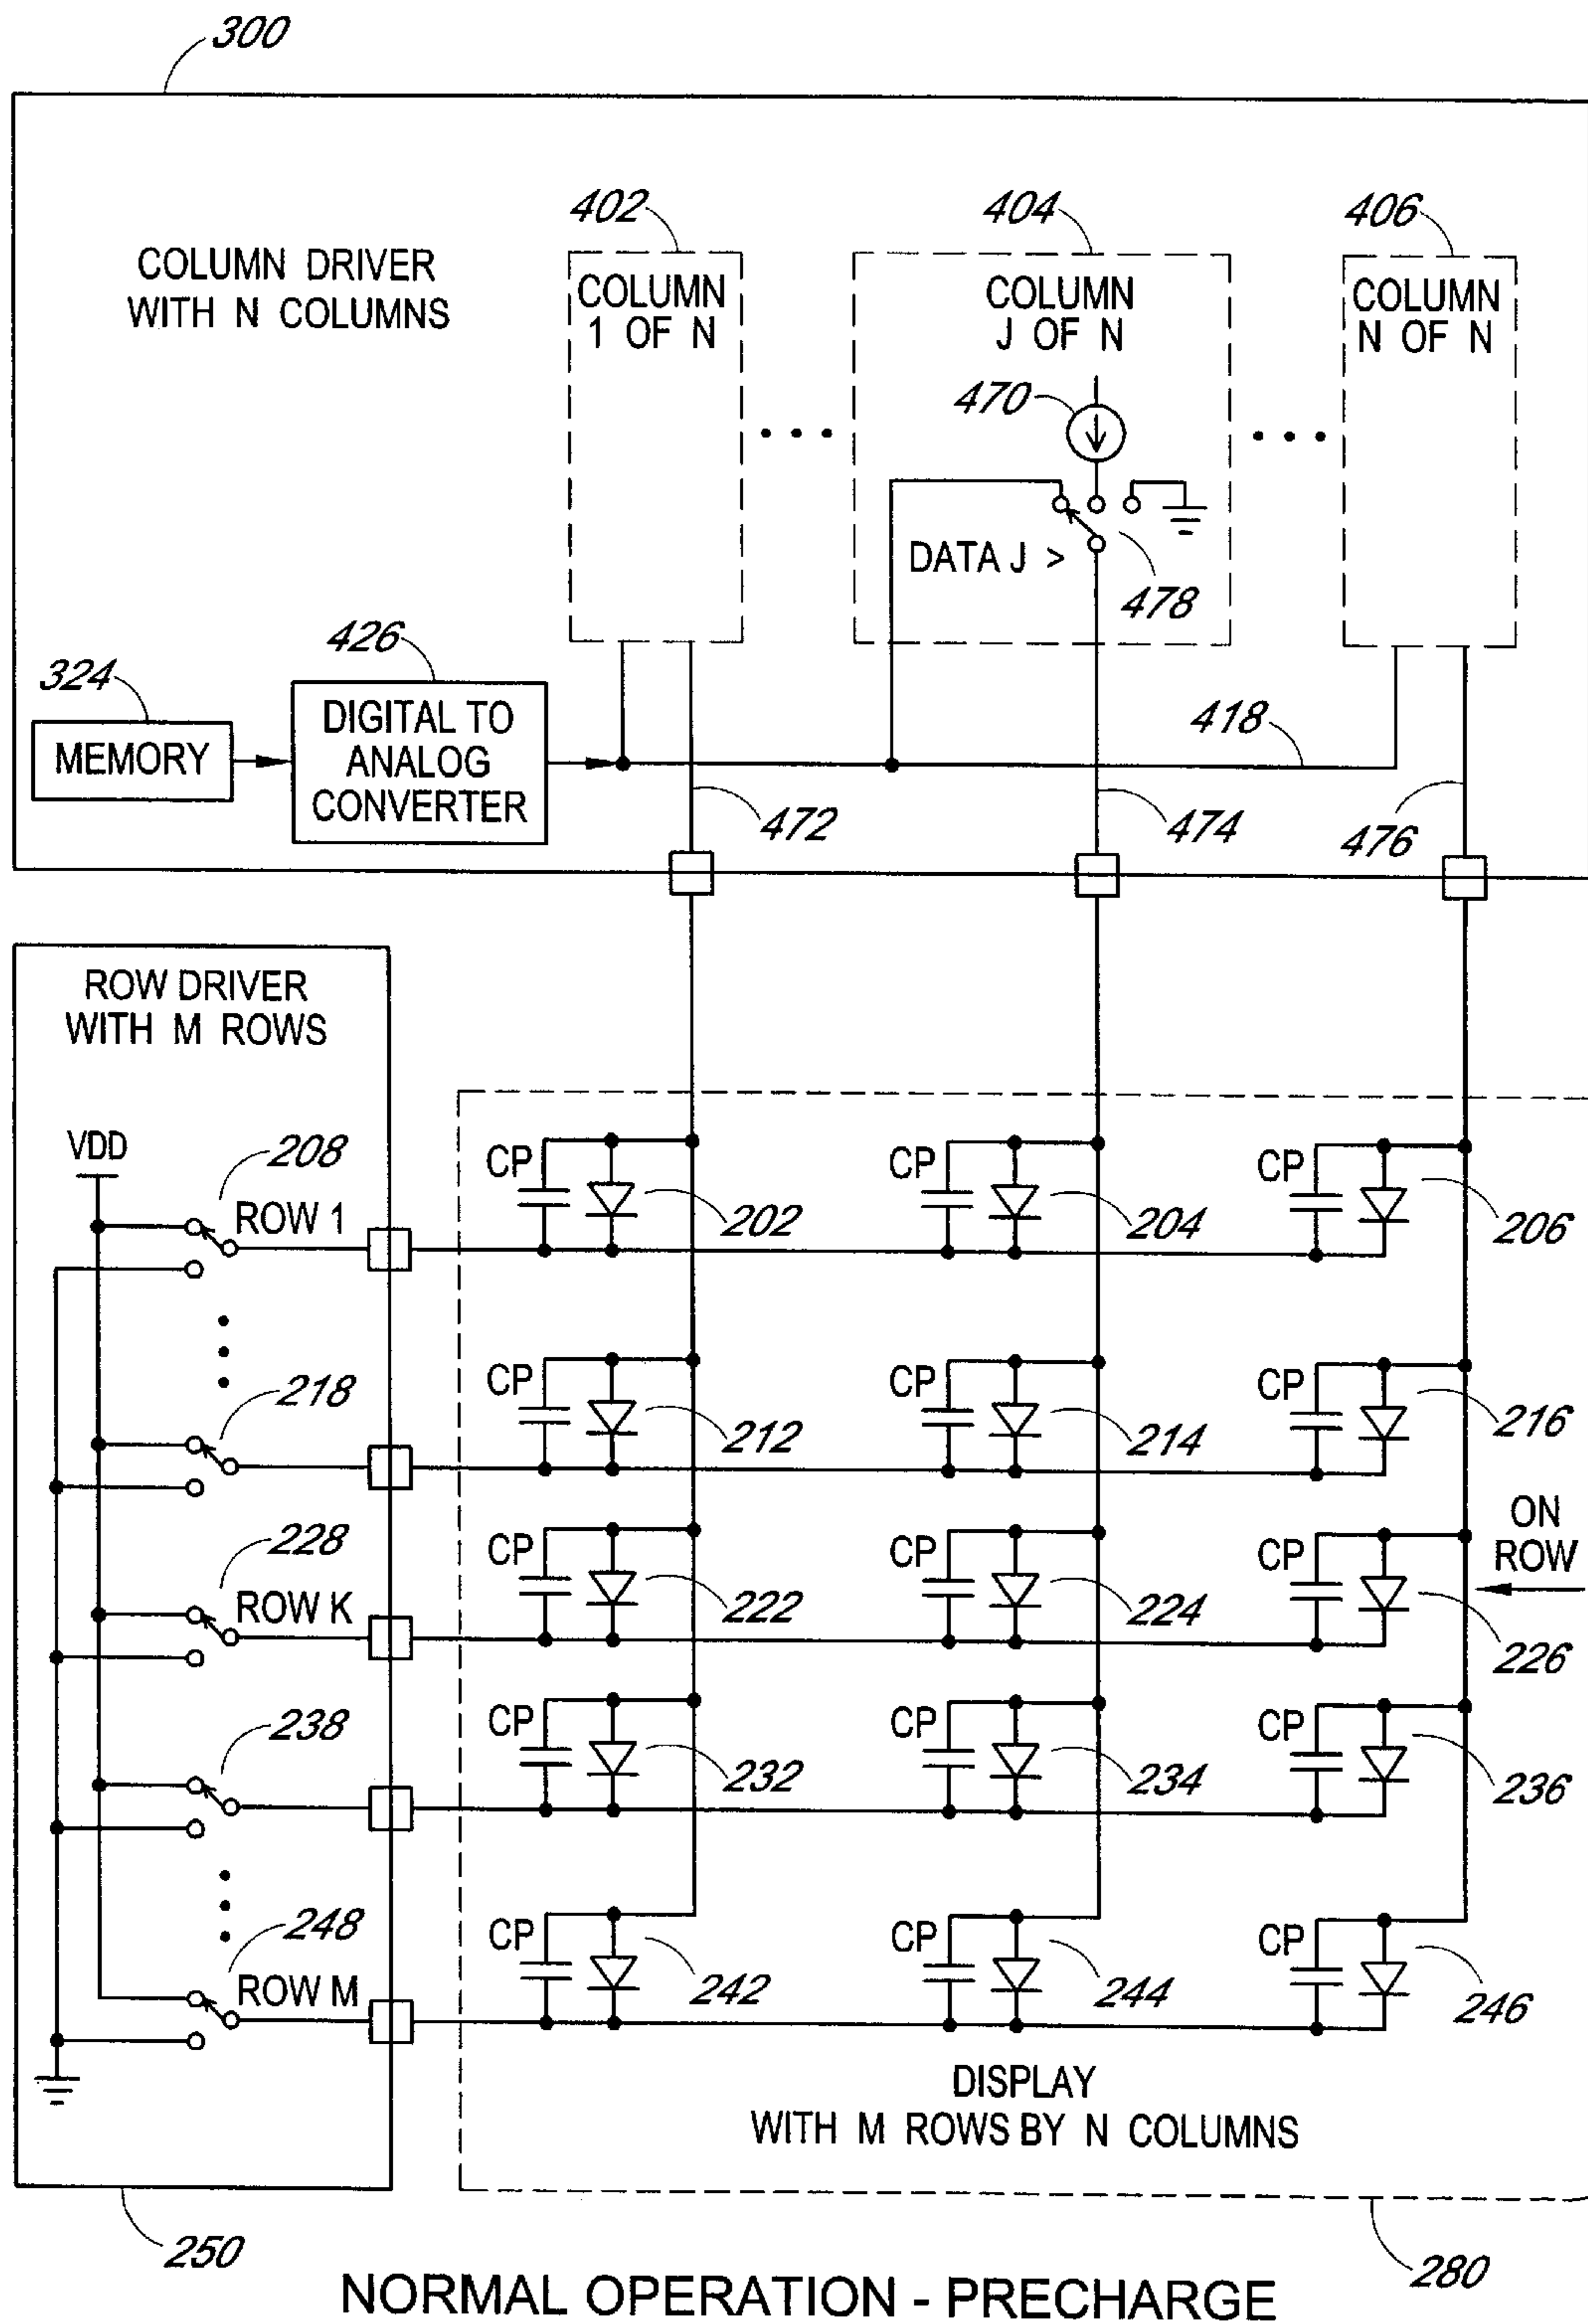 300
402
404
406
COLUMN DRIVER
WITH N COLUMNS
COLUMN
1 OF N
COLUMN
J OF N
COLUMN
N OF N
470
DATA J >
478
426
324
MEMORY
DIGITAL TO
ANALOG
CONVERTER
418
472
474
476
ROW DRIVER
WITH M ROWS
VDD
208
ROW 1
CP
202
CP
204
CP
206
218
CP
212
CP
214
CP
216
ON
ROW
228
ROW K
CP
222
CP
224
CP
226
238
CP
232
CP
234
CP
236
248
ROW M
CP
242
CP
244
CP
246
DISPLAY
WITH M ROWS BY N COLUMNS
250
280
NORMAL OPERATION - PRECHARGE